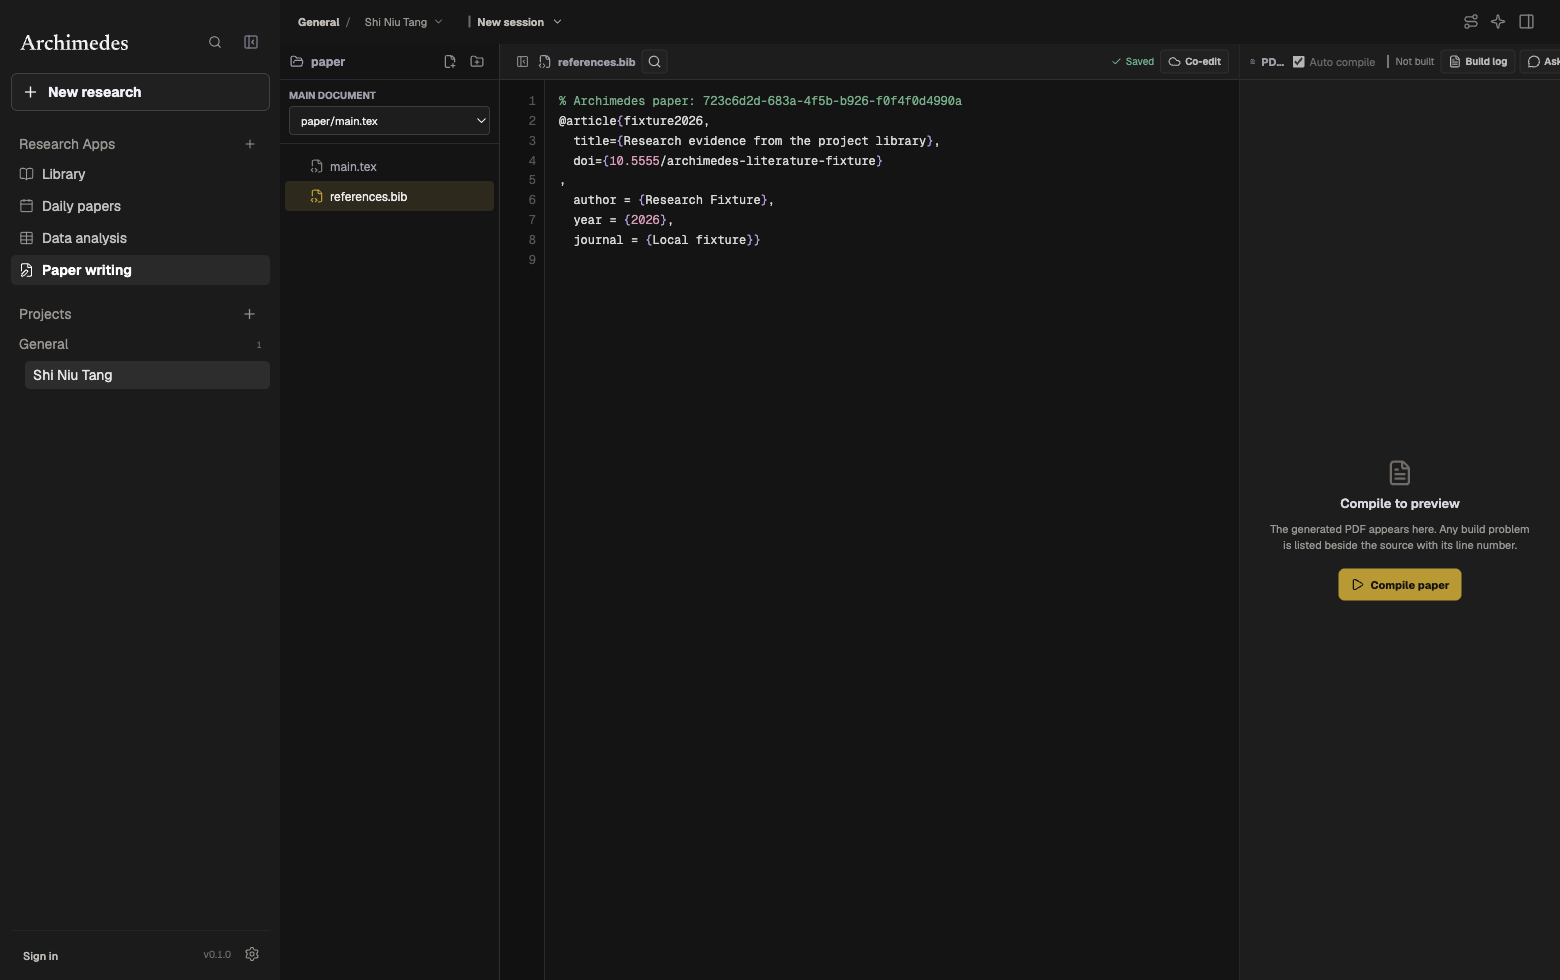 Archimedes
New research
Research Apps
Library
Daily papers
Data analysis
Paper writing
Projects
General 1
Shi Niu Tang
Sign in v0.1.0
General / Shi Niu Tang | New session
paper
MAIN DOCUMENT
paper/main.tex
main.tex
references.bib
references.bib
Saved Co-edit
1 % Archimedes paper: 723c6d2d-683a-4f5b-b926-f0f4f0d4990a
2 @article{fixture2026,
3 title={Research evidence from the project library},
4 doi={10.5555/archimedes-literature-fixture}
5 ,
6 author = {Research Fixture},
7 year = {2026},
8 journal = {Local fixture}}
9
PD... Auto compile | Not built Build log Ask
Compile to preview
The generated PDF appears here. Any build problem
is listed beside the source with its line number.
Compile paper